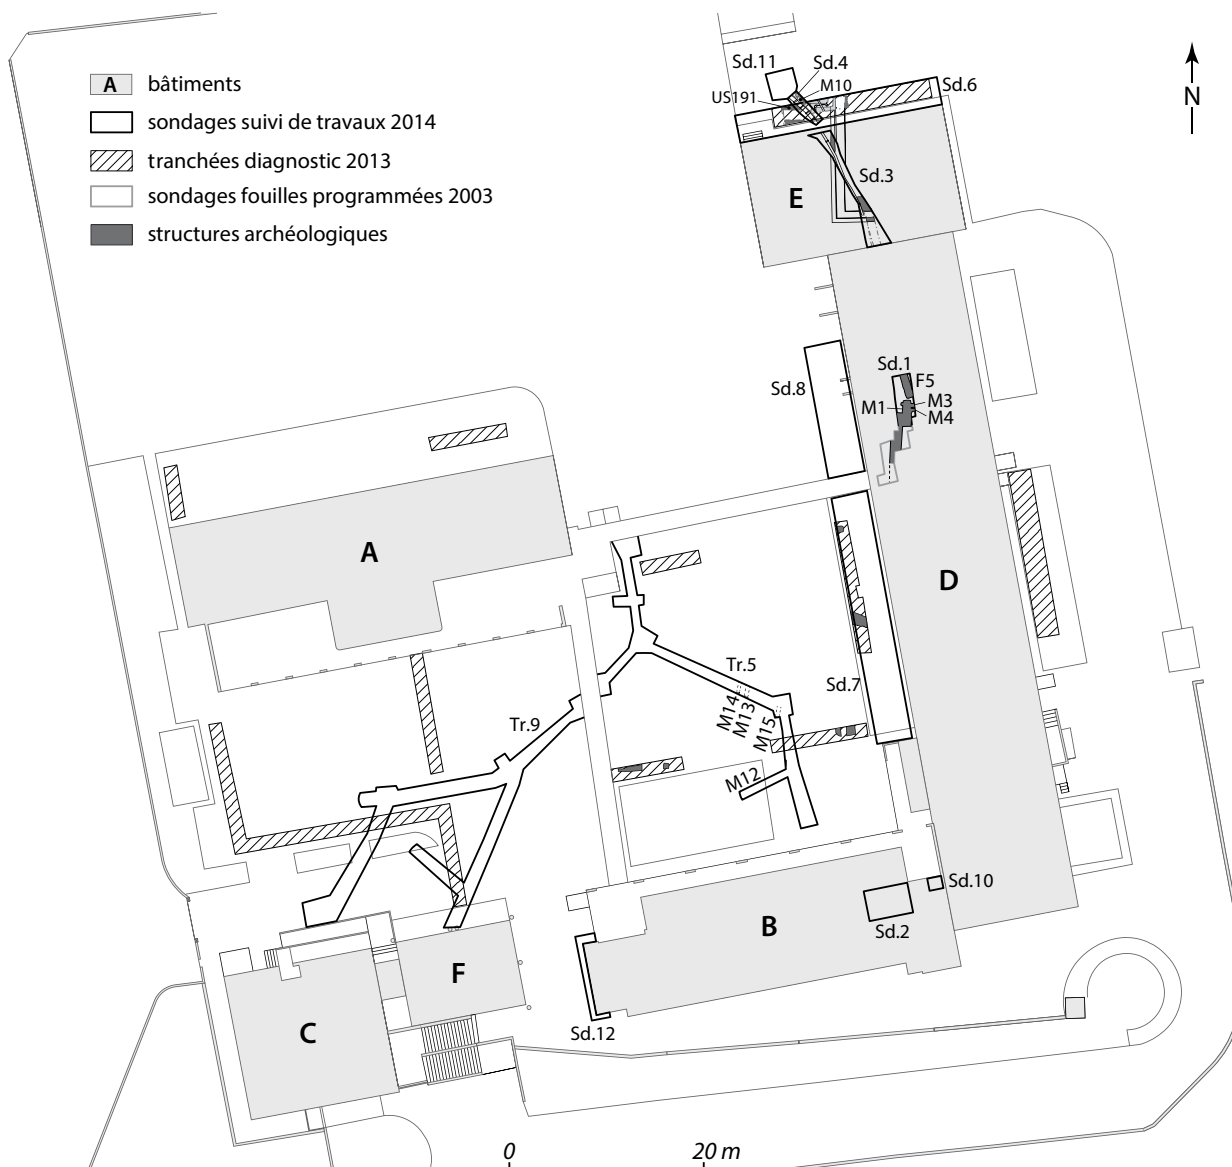 A bâtiments
sondages suivi de travaux 2014
tranchées diagnostic 2013
sondages fouilles programmées 2003
structures archéologiques
N
Sd.11
Sd.4
M10
US191
Sd.6
Sd.3
E
Sd.1
F5
Sd.8
M1
M3
M4
A
D
Tr.5
Sd.7
M14
M13
M15
Tr.9
M12
Sd.10
B
Sd.2
F
C
Sd.12
0 20 m